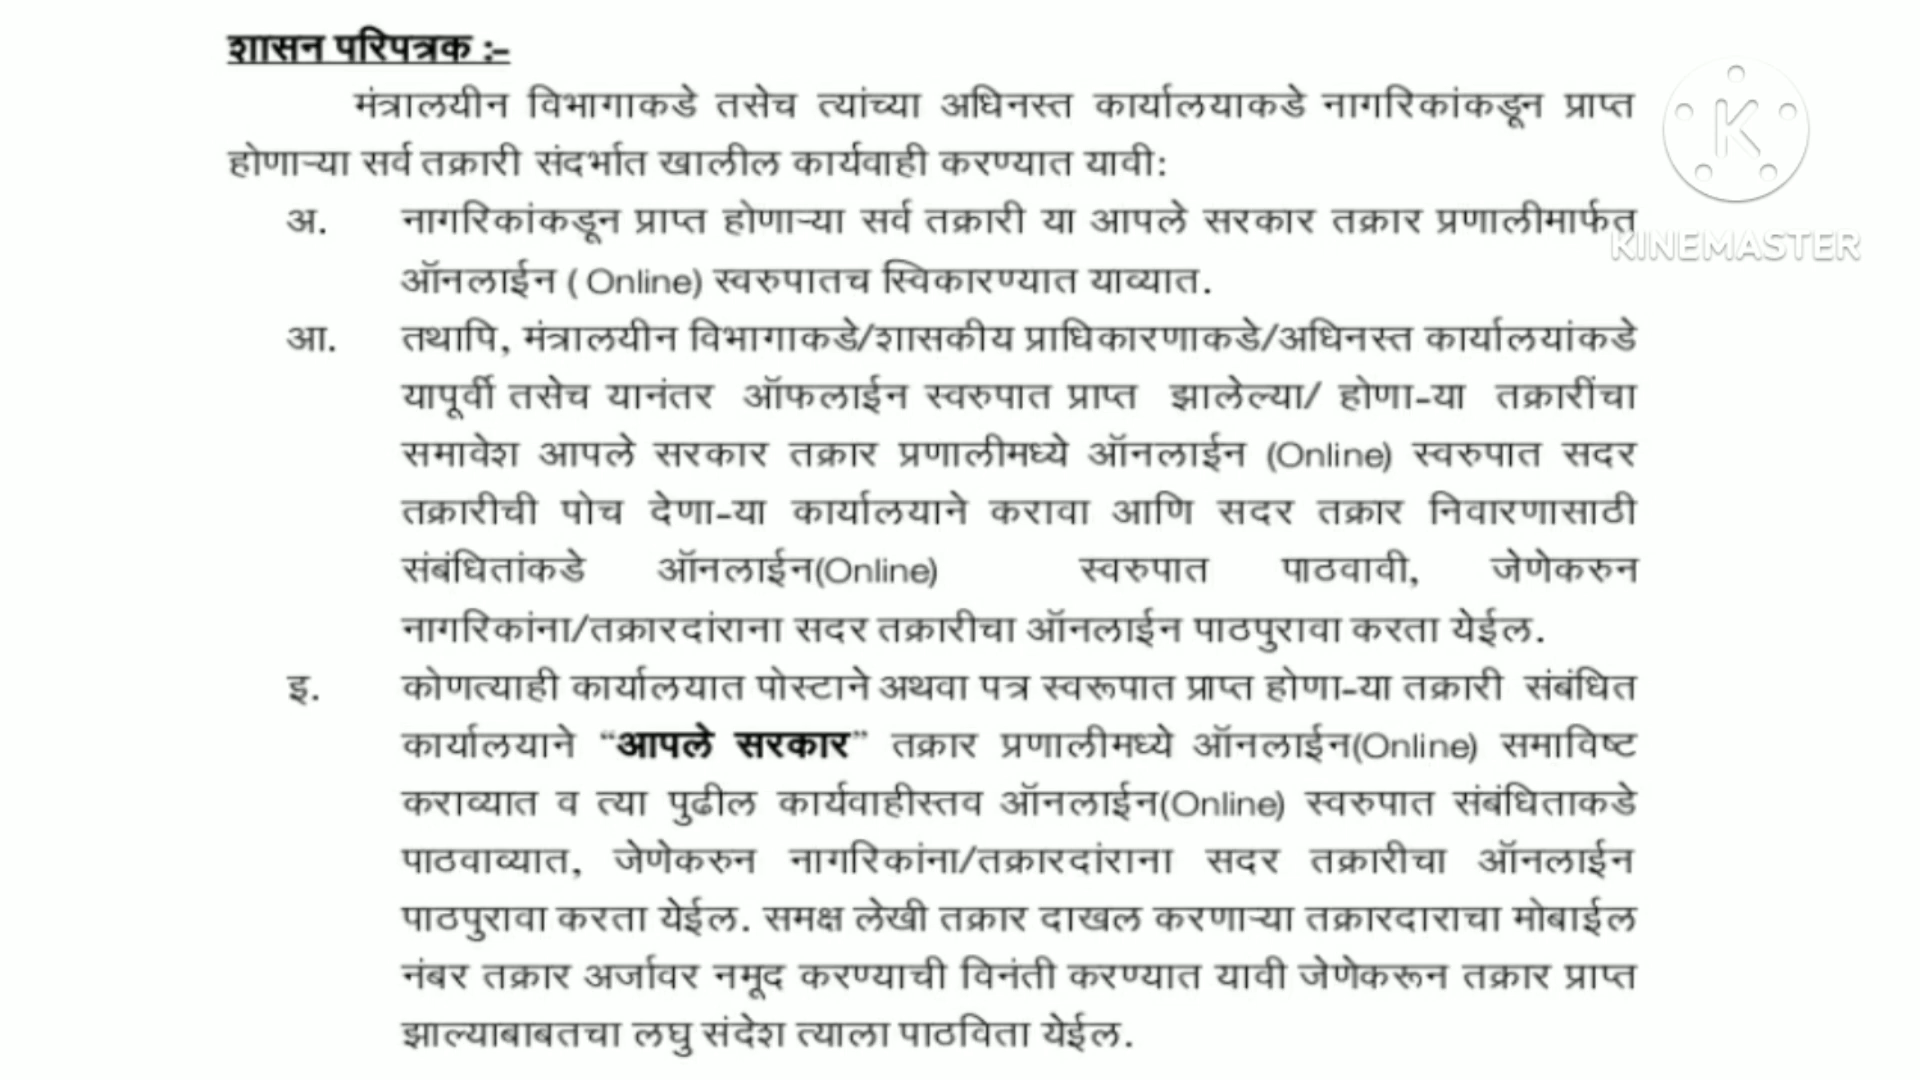 शासन परिपत्रक :-
मंत्रालयीन विभागाकडे तसेच त्यांच्या अधिनस्त कार्यालयाकडे नागरिकांकडून प्राप्त
होणाऱ्या सर्व तक्रारी संदर्भात खालील कार्यवाही करण्यात यावी:
अ. नागरिकांकडून प्राप्त होणाऱ्या सर्व तक्रारी या आपले सरकार तक्रार प्रणालीमार्फत
ऑनलाईन ( Online) स्वरुपातच स्विकारण्यात याव्यात.
आ. तथापि, मंत्रालयीन विभागाकडे/शासकीय प्राधिकारणाकडे/अधिनस्त कार्यालयांकडे
यापूर्वी तसेच यानंतर ऑफलाईन स्वरुपात प्राप्त झालेल्या/ होणा-या तक्रारींचा
समावेश आपले सरकार तक्रार प्रणालीमध्ये ऑनलाईन (Online) स्वरुपात सदर
तक्रारीची पोच देणा-या कार्यालयाने करावा आणि सदर तक्रार निवारणासाठी
संबंधितांकडे ऑनलाईन(Online) स्वरुपात पाठवावी, जेणेकरुन
नागरिकांना/तक्रारदांराना सदर तक्रारीचा ऑनलाईन पाठपुरावा करता येईल.
इ. कोणत्याही कार्यालयात पोस्टाने अथवा पत्र स्वरूपात प्राप्त होणा-या तक्रारी संबंधित
कार्यालयाने “आपले सरकार” तक्रार प्रणालीमध्ये ऑनलाईन(Online) समाविष्ट
कराव्यात व त्या पुढील कार्यवाहीस्तव ऑनलाईन(Online) स्वरुपात संबंधिताकडे
पाठवाव्यात, जेणेकरुन नागरिकांना/तक्रारदांराना सदर तक्रारीचा ऑनलाईन
पाठपुरावा करता येईल. समक्ष लेखी तक्रार दाखल करणाऱ्या तक्रारदाराचा मोबाईल
नंबर तक्रार अर्जावर नमूद करण्याची विनंती करण्यात यावी जेणेकरून तक्रार प्राप्त
झाल्याबाबतचा लघु संदेश त्याला पाठविता येईल.
K
KINEMASTER